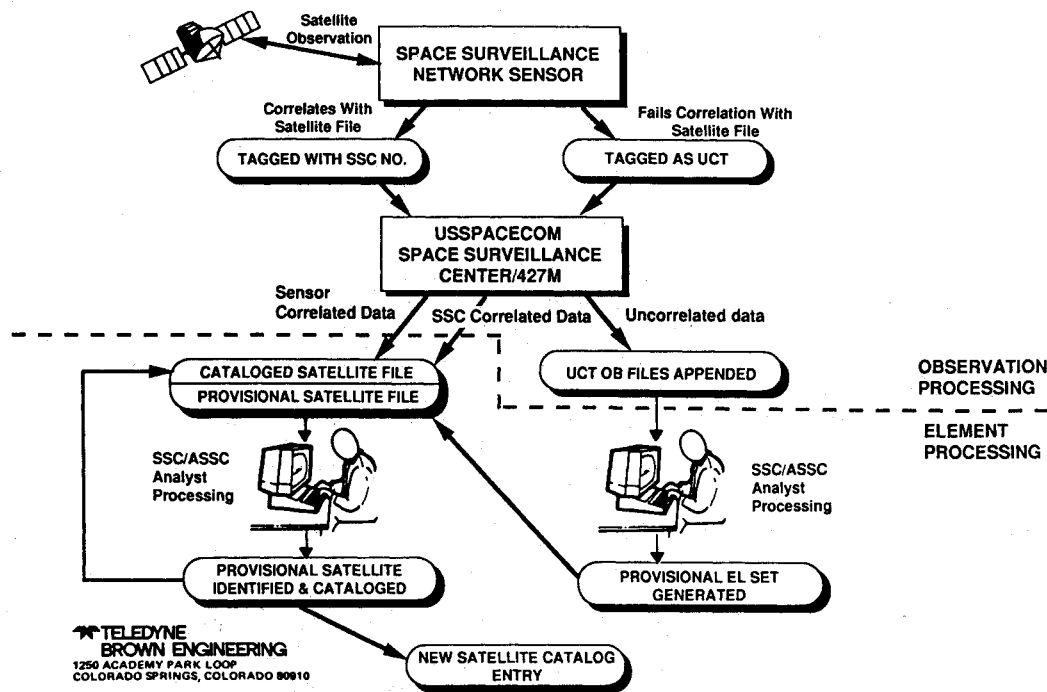 Satellite
Observation
SPACE SURVEILLANCE
NETWORK SENSOR
Correlates With
Satellite File
Fails Correlation With
Satellite File
TAGGED WITH SSC NO.
TAGGED AS UCT
USSPACECOM
SPACE SURVEILLANCE
CENTER/427M
Sensor
Correlated Data
SSC Correlated Data
Uncorrelated data
CATALOGED SATELLITE FILE
PROVISIONAL SATELLITE FILE
UCT OB FILES APPENDED
OBSERVATION
PROCESSING
ELEMENT
PROCESSING
SSC/ASSC
Analyst
Processing
SSC/ASSC
Analyst
Processing
PROVISIONAL SATELLITE
IDENTIFIED & CATALOGED
PROVISIONAL EL SET
GENERATED
TELEDYNE
BROWN ENGINEERING
1250 ACADEMY PARK LOOP
COLORADO SPRINGS, COLORADO 80910
NEW SATELLITE CATALOG
ENTRY